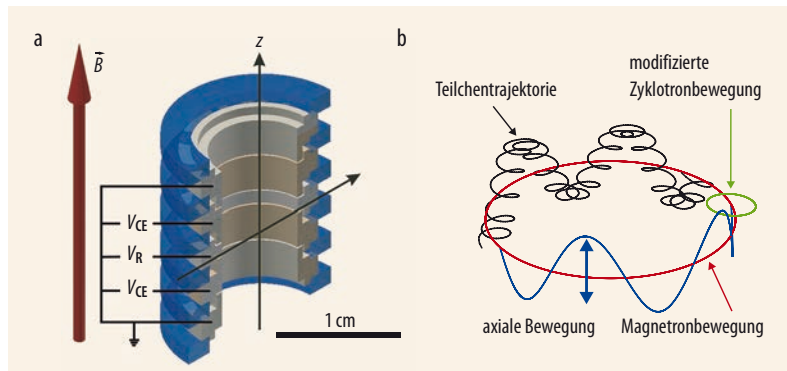 a
B
z
V_CE
V_R
V_CE
1 cm
b
Teilchentrajektorie
modifizierte
Zyklotronbewegung
axiale Bewegung
Magnetronbewegung